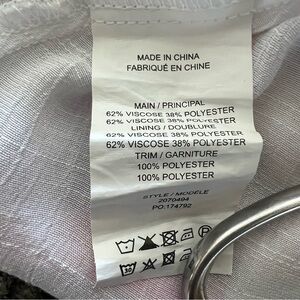 MADE IN CHINA
FABRIQUÉ EN CHINE
MAIN / PRINCIPAL
62% VISCOSE 38% POLYESTER
62% VISCOSE 38% POLYESTER
LINING / DOUBLURE
62% VISCOSE 38% POLYESTER
62% VISCOSE 38% POLYESTER
TRIM / GARNITURE
100% POLYESTER
100% POLYESTER
STYLE / MODÈLE
2070494
PO:174792